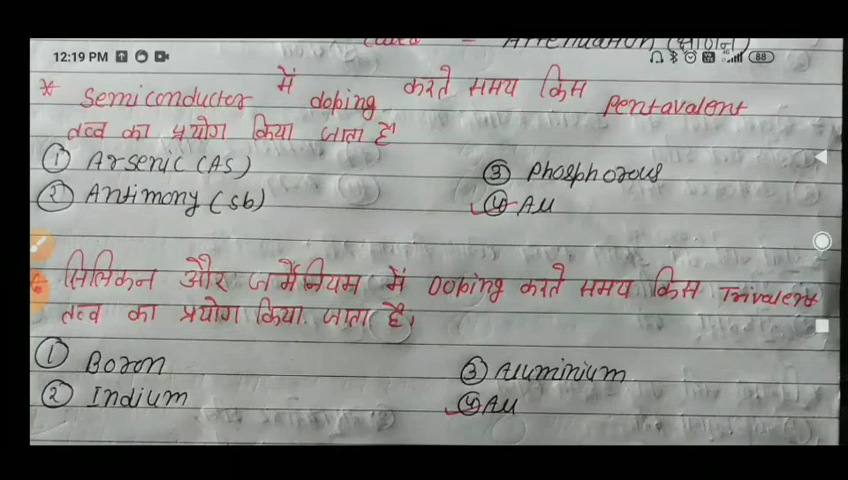 Attenuation (क्षीणन)
12:19 PM 88
* Semiconductor में doping करते समय किस Pentavalent
तत्व का प्रयोग किया जाता है
① Arsenic (AS) ③ Phosphorous
② Antimony (Sb) ④ All
सिलिकन और जर्मेनियम में Doping करते समय किस Trivalent
तत्व का प्रयोग किया जाता है।
① Boron ③ Aluminium
② Indium ④ All